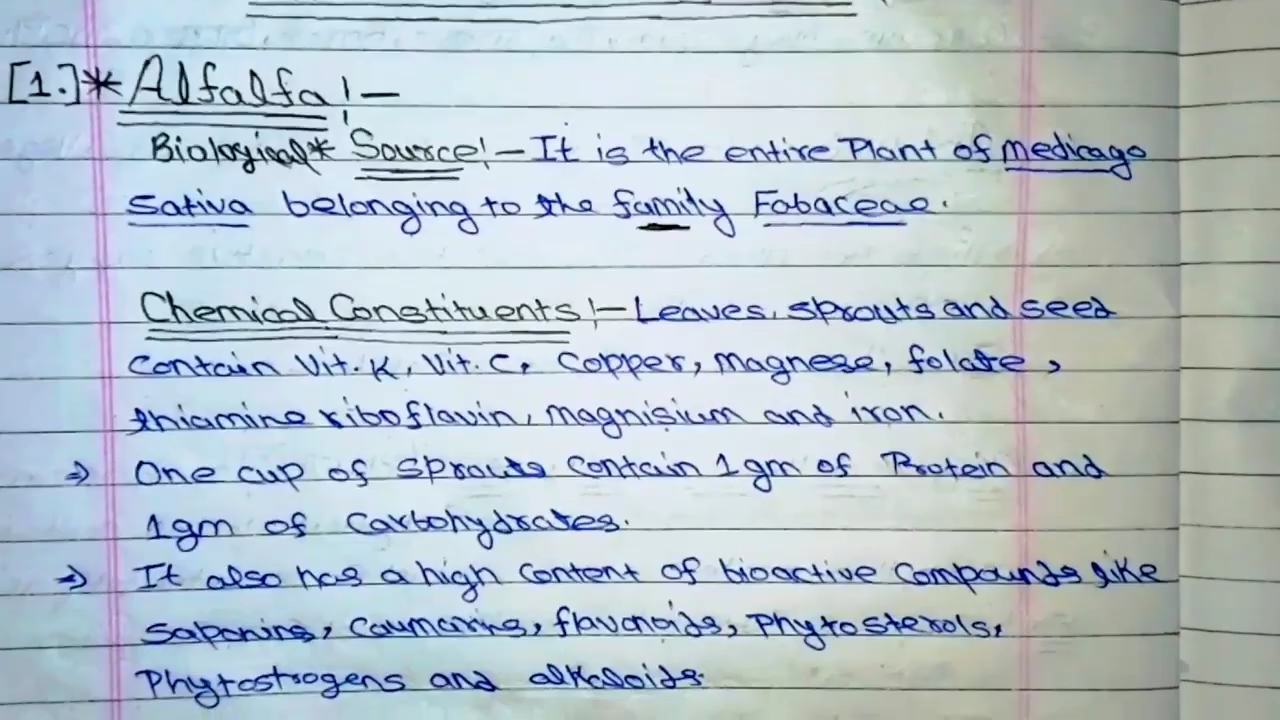 [1.]* Alfalfa!-
Biological* Source!- It is the entire Plant of Medicago
Sativa belonging to the family Fabaceae.
Chemical Constituents!- Leaves, sprouts and seed
Contain Vit.K, Vit.C, Copper, magnese, folate,
thiamine riboflavin, magnisium and iron.
⇒ One cup of sprouts Contain 1gm of Protein and
1gm of Carbohydrates.
⇒ It also has a high Content of bioactive Compounds like
Saponins, Coumarins, flavonoids, Phytosterols,
Phytostrogens and alkaloids.